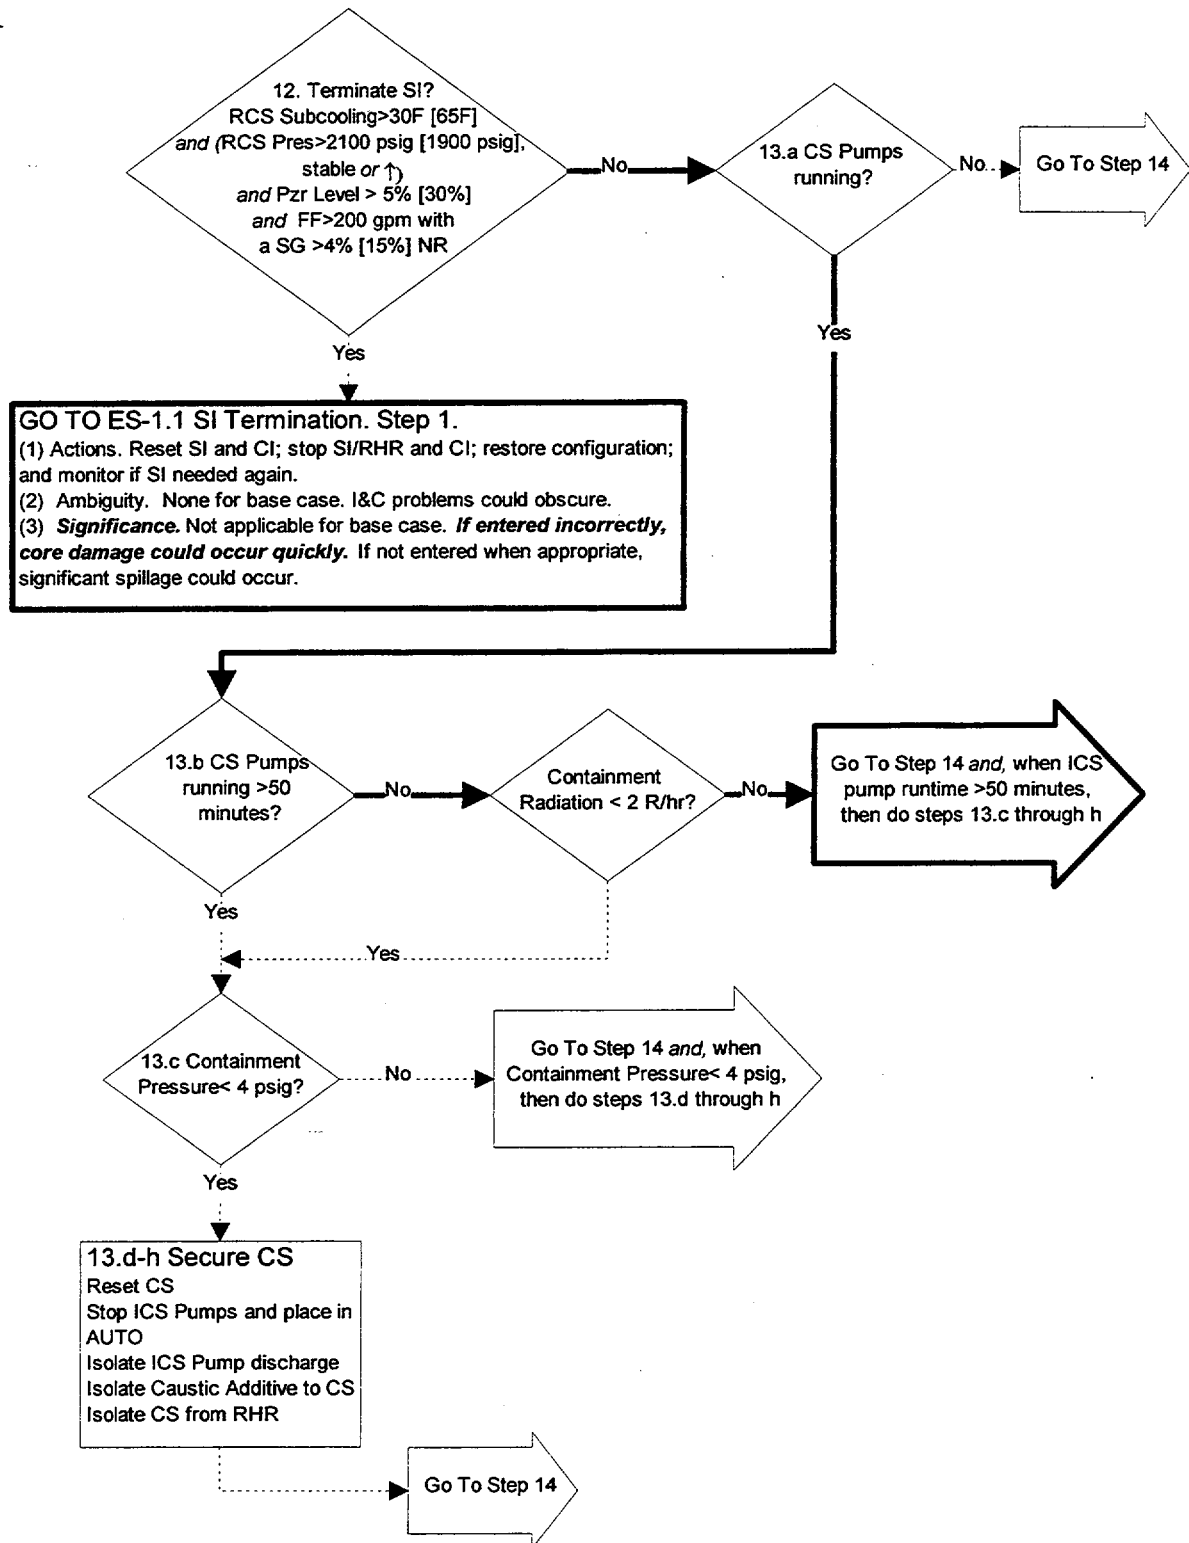 12. Terminate SI?
RCS Subcooling>30F [65F]
and (RCS Pres>2100 psig [1900 psig],
stable or ↑)
and Pzr Level > 5% [30%]
and FF>200 gpm with
a SG >4% [15%] NR
No
13.a CS Pumps
running?
No
Go To Step 14
Yes
Yes
GO TO ES-1.1 SI Termination. Step 1.
(1) Actions. Reset SI and CI; stop SI/RHR and CI; restore configuration;
and monitor if SI needed again.
(2) Ambiguity. None for base case. I&C problems could obscure.
(3) Significance. Not applicable for base case. If entered incorrectly,
core damage could occur quickly. If not entered when appropriate,
significant spillage could occur.
13.b CS Pumps
running >50
minutes?
No
Containment
Radiation < 2 R/hr?
No
Go To Step 14 and, when ICS
pump runtime >50 minutes,
then do steps 13.c through h
Yes
Yes
13.c Containment
Pressure< 4 psig?
No
Go To Step 14 and, when
Containment Pressure< 4 psig,
then do steps 13.d through h
Yes
13.d-h Secure CS
Reset CS
Stop ICS Pumps and place in
AUTO
Isolate ICS Pump discharge
Isolate Caustic Additive to CS
Isolate CS from RHR
Go To Step 14